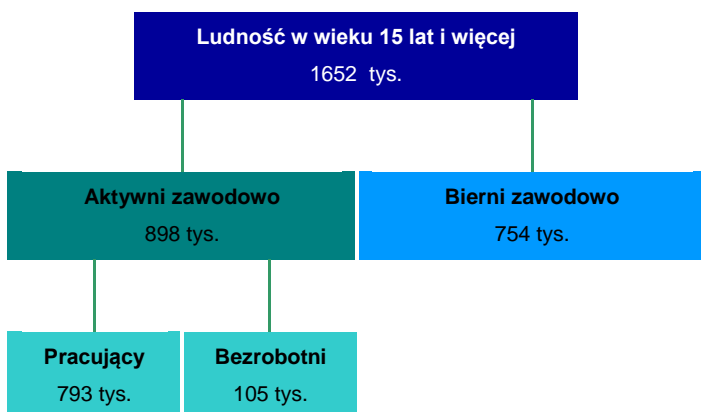 Ludność w wieku 15 lat i więcej
1652 tys.
Aktywni zawodowo
898 tys.
Bierni zawodowo
754 tys.
Pracujący
793 tys.
Bezrobotni
105 tys.